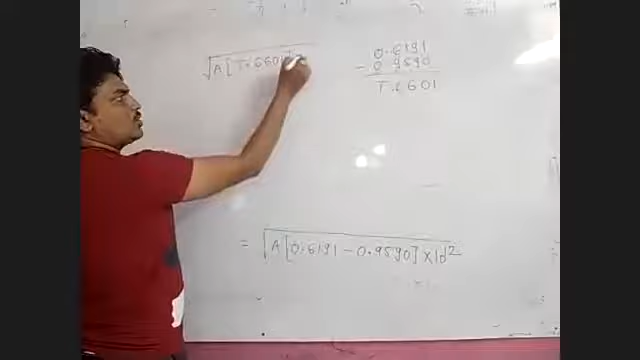 √A[T.6601]
0.6191
- 0.9590
T.6601
= √A[0.6191 - 0.9590] × 10²